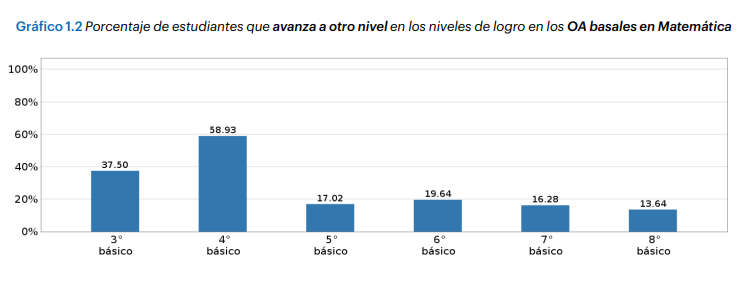 Gráfico 1.2 Porcentaje de estudiantes que avanza a otro nivel en los niveles de logro en los OA basales en Matemática
100%
80%
60%
40%
20%
0%
37.50
58.93
17.02
19.64
16.28
13.64
3° básico
4° básico
5° básico
6° básico
7° básico
8° básico